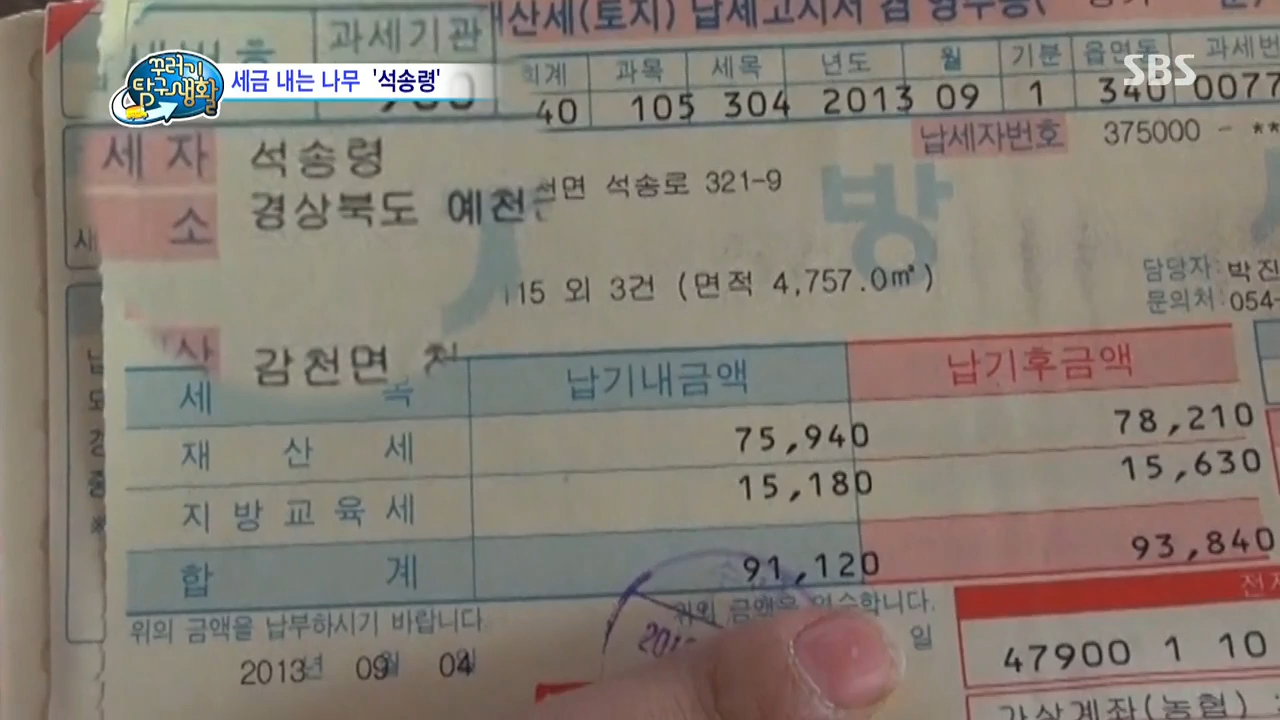 재산세(토지) 납세고지서 겸 영수증(
과세기관
꾸러기 탐구생활
세금 내는 나무 '석송령'
SBS
회계 과목 세목 년도 월 기분 읍면동 과세번
40 105 304 2013 09 1 340 0077
납세자번호 375000 - **
세 자 석송령
소 경상북도 예천
석송로 321-9
방
115 외 3건 (면적 4,757.0㎡)
담당자: 박진
문의처: 054-
감천면
세 목 납기내금액 납기후금액
재 산 세 75,940 78,210
지 방 교 육 세 15,180 15,630
합 계 91,120 93,840
위의 금액을 납부하시기 바랍니다.
위의 금액을 영수합니다.
2013년 09월 04일
일
전자
47900 1 10
가상계좌(농협)